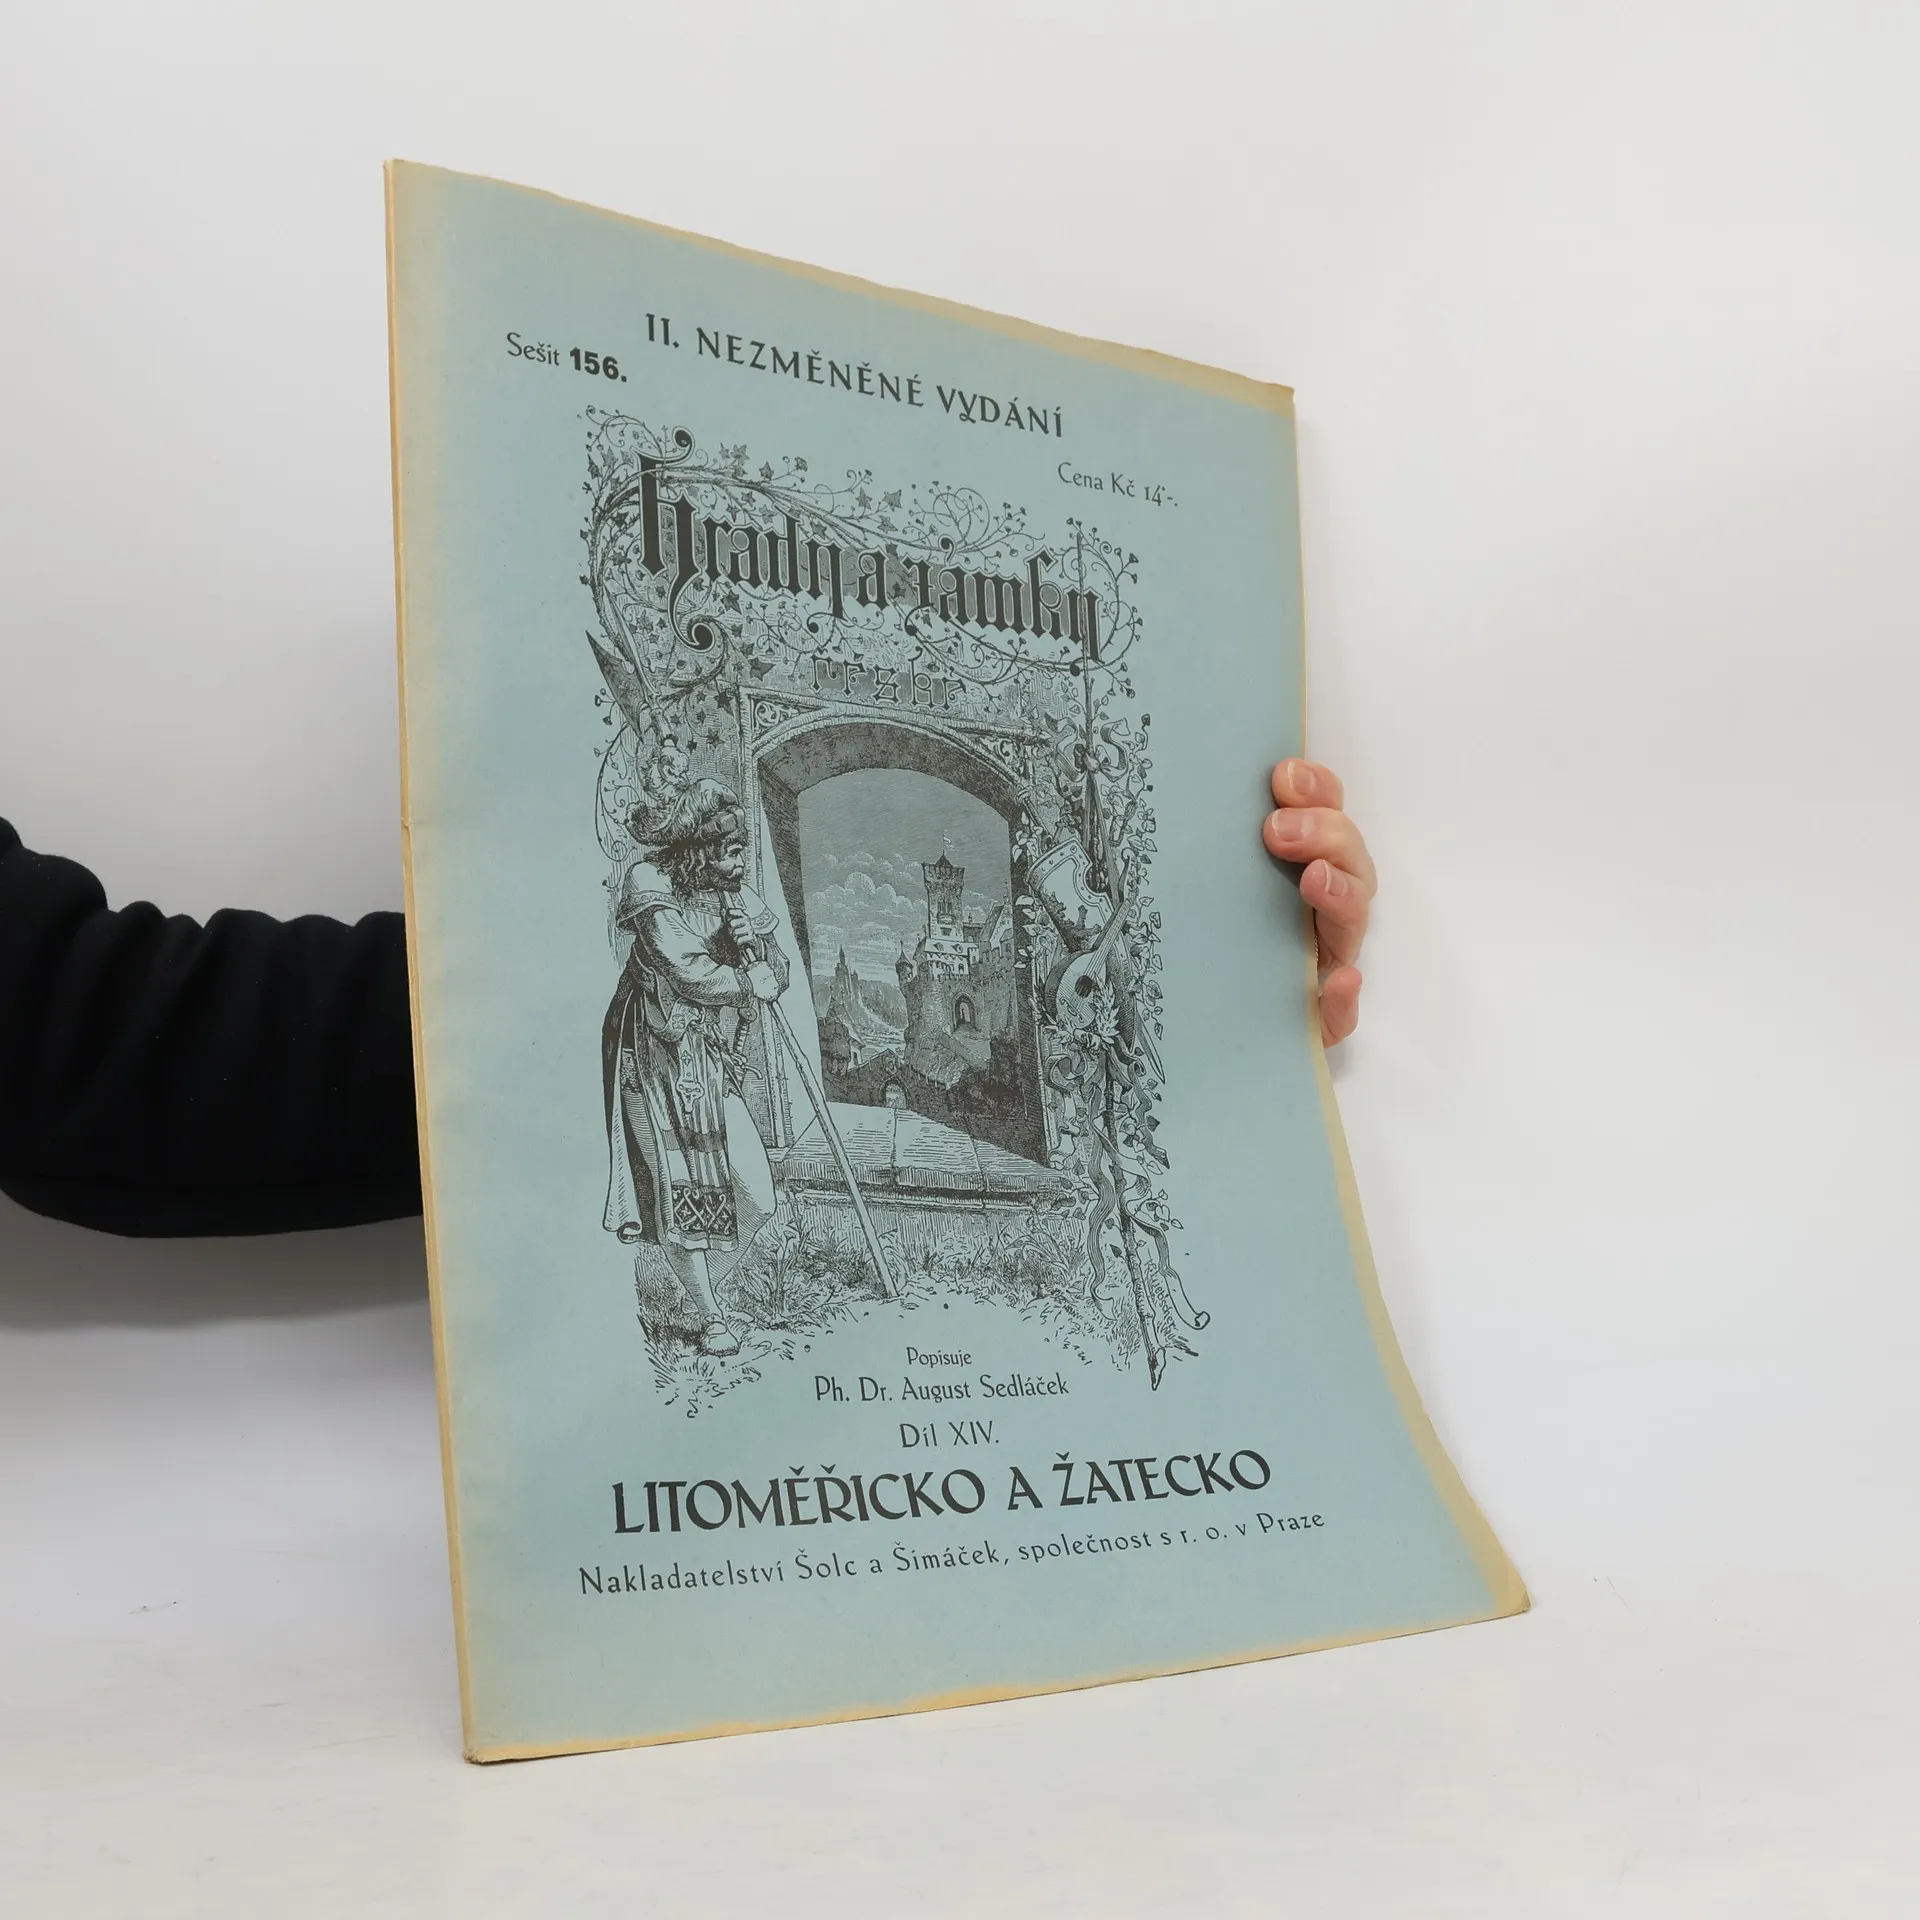 II. NEZMĚNĚNÉ VYDÁNÍ
Sešit 156.
Cena Kč 14·-.
Hrady a zámky
české
Popisuje
Ph. Dr. August Sedláček
Díl XIV.
LITOMĚŘICKO A ŽATECKO
Nakladatelství Šolc a Šimáček, společnost s r. o. v Praze